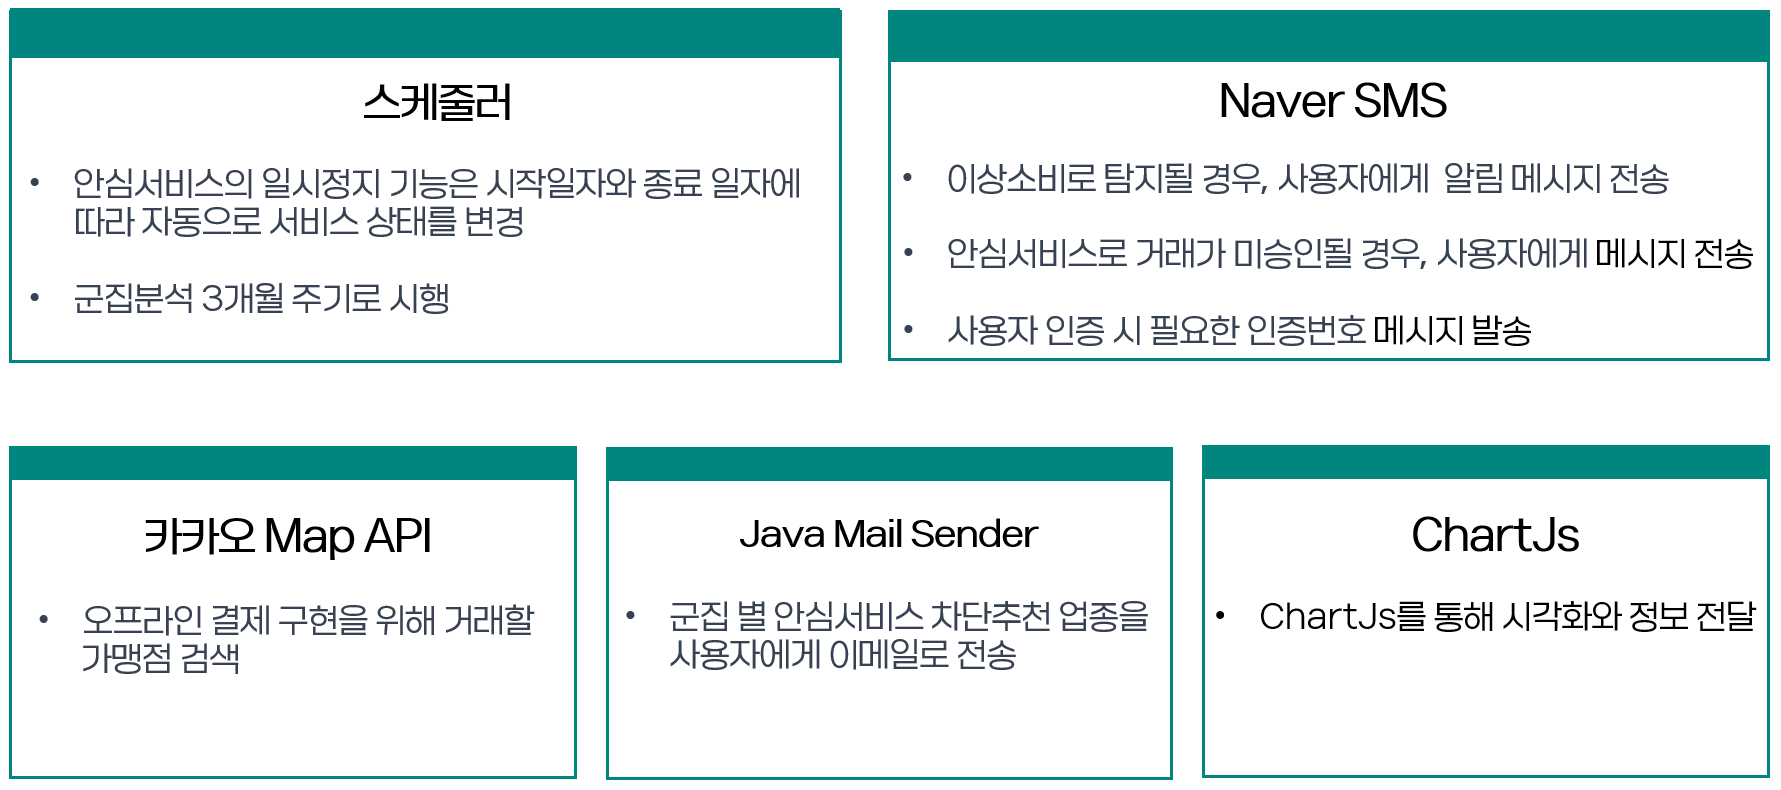 스케줄러
• 안심서비스의 일시정지 기능은 시작일자와 종료 일자에
따라 자동으로 서비스 상태를 변경
• 군집분석 3개월 주기로 시행
Naver SMS
• 이상소비로 탐지될 경우, 사용자에게 알림 메시지 전송
• 안심서비스로 거래가 미승인될 경우, 사용자에게 메시지 전송
• 사용자 인증 시 필요한 인증번호 메시지 발송
카카오 Map API
• 오프라인 결제 구현을 위해 거래할
가맹점 검색
Java Mail Sender
• 군집 별 안심서비스 차단추천 업종을
사용자에게 이메일로 전송
ChartJs
• ChartJs를 통해 시각화와 정보 전달